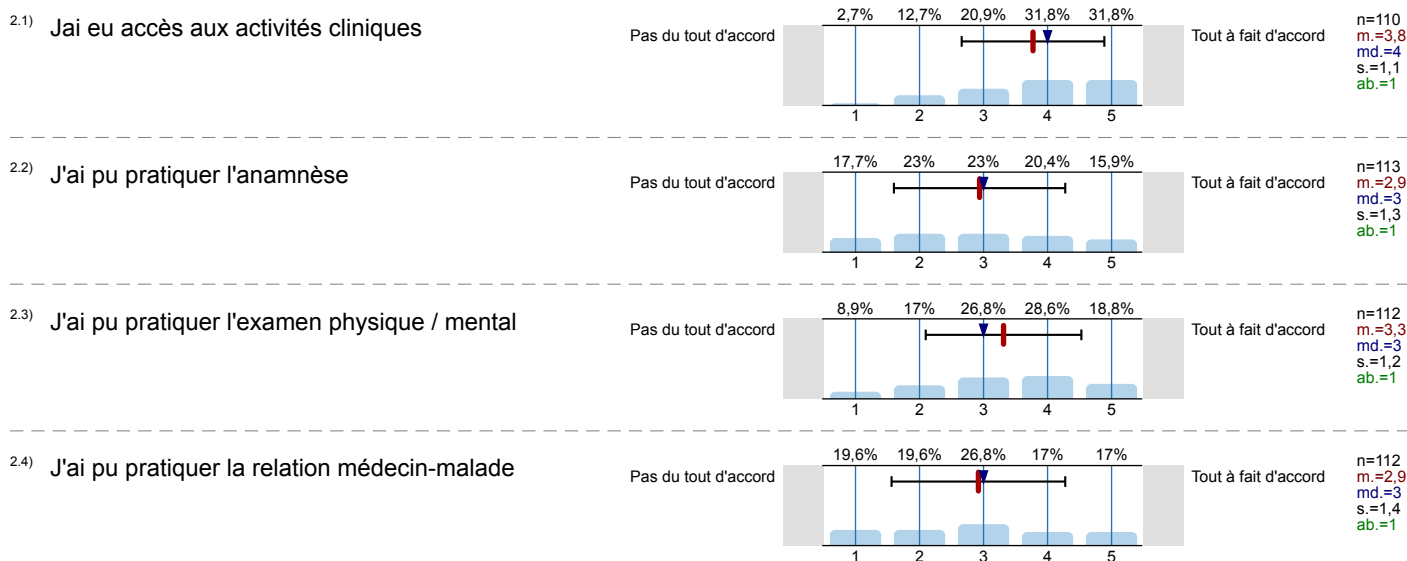 2.1) Jai eu accès aux activités cliniques
Pas du tout d'accord
2,7% 12,7% 20,9% 31,8% 31,8%
1 2 3 4 5
Tout à fait d'accord
n=110
m.=3,8
md.=4
s.=1,1
ab.=1
2.2) J'ai pu pratiquer l'anamnèse
Pas du tout d'accord
17,7% 23% 23% 20,4% 15,9%
1 2 3 4 5
Tout à fait d'accord
n=113
m.=2,9
md.=3
s.=1,3
ab.=1
2.3) J'ai pu pratiquer l'examen physique / mental
Pas du tout d'accord
8,9% 17% 26,8% 28,6% 18,8%
1 2 3 4 5
Tout à fait d'accord
n=112
m.=3,3
md.=3
s.=1,2
ab.=1
2.4) J'ai pu pratiquer la relation médecin-malade
Pas du tout d'accord
19,6% 19,6% 26,8% 17% 17%
1 2 3 4 5
Tout à fait d'accord
n=112
m.=2,9
md.=3
s.=1,4
ab.=1